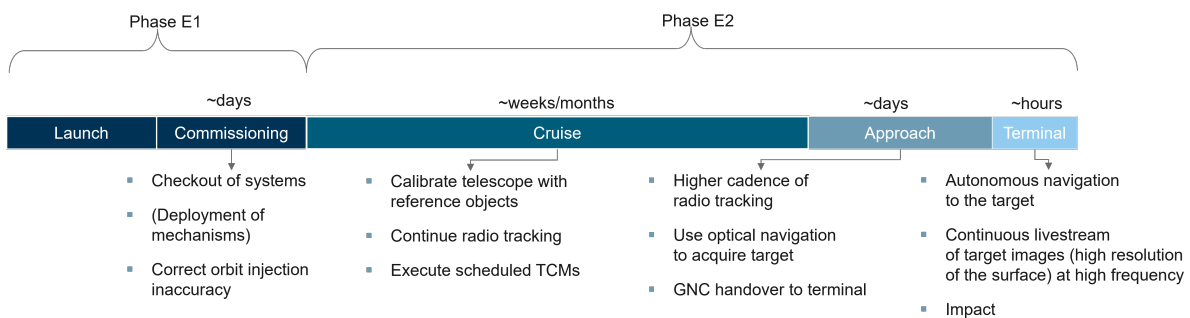 Phase E1
Phase E2
~days
~weeks/months
~days
~hours
Launch
Commissioning
Cruise
Approach
Terminal
Checkout of systems
(Deployment of
mechanisms)
Correct orbit injection
inaccuracy
Calibrate telescope with
reference objects
Continue radio tracking
Execute scheduled TCMs
Higher cadence of
radio tracking
Use optical navigation
to acquire target
GNC handover to terminal
Autonomous navigation
to the target
Continuous livestream
of target images (high resolution
of the surface) at high frequency
Impact